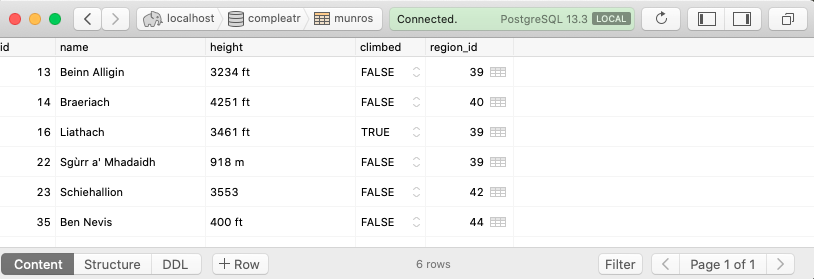 localhost compleatr munros Connected. PostgreSQL 13.3 LOCAL
id name height climbed region_id
13 Beinn Alligin 3234 ft FALSE 39
14 Braeriach 4251 ft FALSE 40
16 Liathach 3461 ft TRUE 39
22 Sgùrr a' Mhadaidh 918 m FALSE 39
23 Schiehallion 3553 FALSE 42
35 Ben Nevis 400 ft FALSE 44
Content Structure DDL + Row 6 rows Filter Page 1 of 1